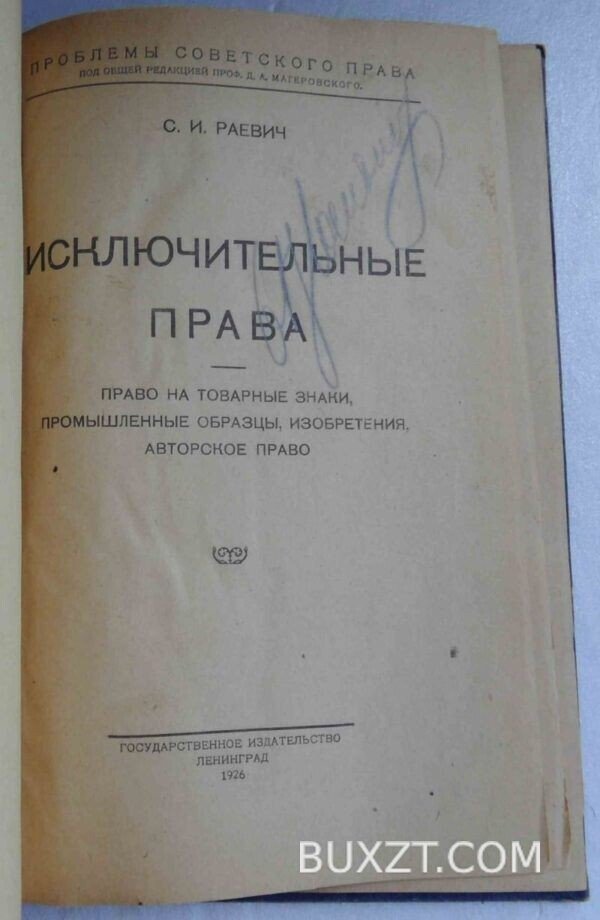 ПРОБЛЕМЫ СОВЕТСКОГО ПРАВА
ПОД ОБЩЕЙ РЕДАКЦИЕЙ ПРОФ. Д. А. МАГЕРОВСКОГО.
С. И. РАЕВИЧ
ИСКЛЮЧИТЕЛЬНЫЕ
ПРАВА
ПРАВО НА ТОВАРНЫЕ ЗНАКИ,
ПРОМЫШЛЕННЫЕ ОБРАЗЦЫ, ИЗОБРЕТЕНИЯ,
АВТОРСКОЕ ПРАВО
ГОСУДАРСТВЕННОЕ ИЗДАТЕЛЬСТВО
ЛЕНИНГРАД
1926
BUXZT.COM